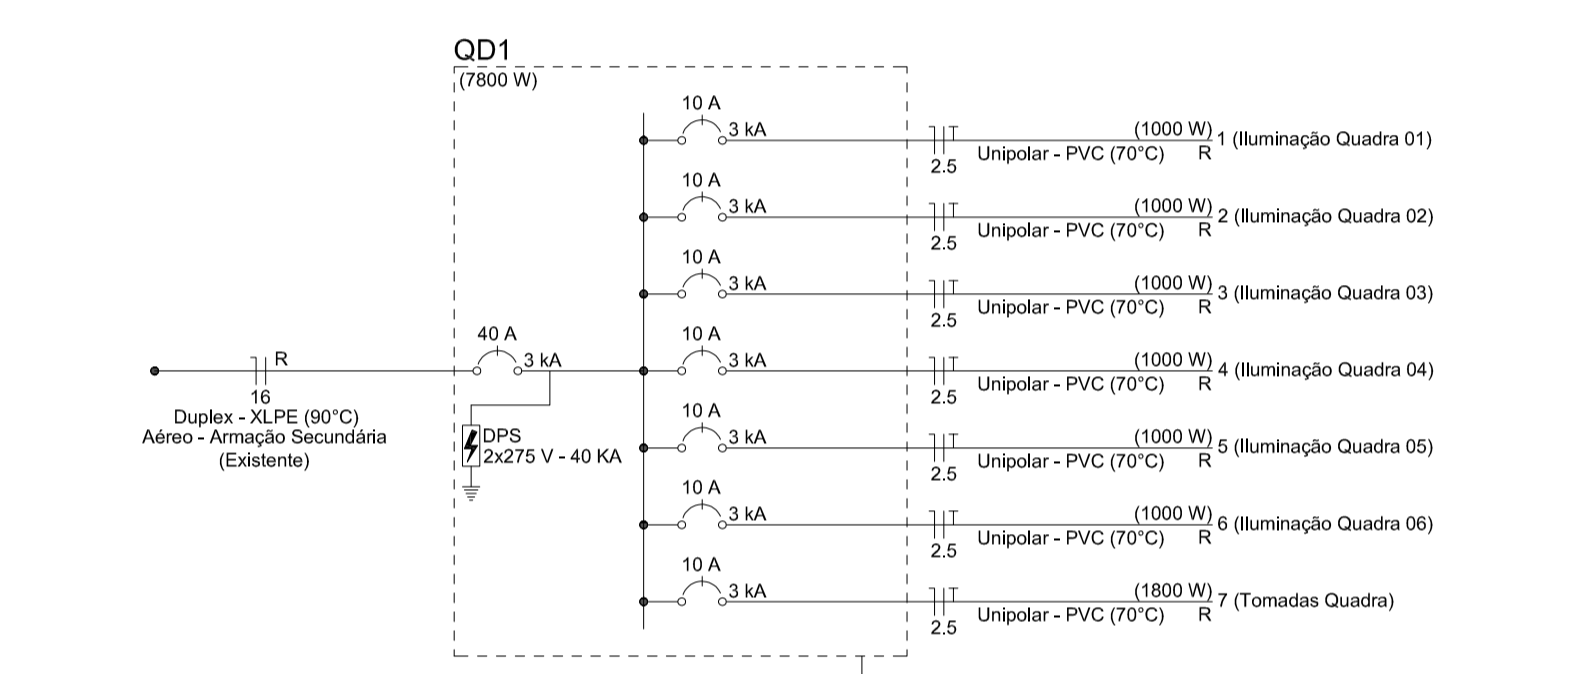 QD1
(7800 W)
10 A
3 kA
(1000 W)
1 (Iluminação Quadra 01)
2.5
Unipolar - PVC (70°C)
R
10 A
3 kA
(1000 W)
2 (Iluminação Quadra 02)
2.5
Unipolar - PVC (70°C)
R
10 A
3 kA
(1000 W)
3 (Iluminação Quadra 03)
2.5
Unipolar - PVC (70°C)
R
40 A
3 kA
R
16
Duplex - XLPE (90°C)
Aéreo - Armação Secundária
(Existente)
DPS
2x275 V - 40 KA
10 A
3 kA
(1000 W)
4 (Iluminação Quadra 04)
2.5
Unipolar - PVC (70°C)
R
10 A
3 kA
(1000 W)
5 (Iluminação Quadra 05)
2.5
Unipolar - PVC (70°C)
R
10 A
3 kA
(1000 W)
6 (Iluminação Quadra 06)
2.5
Unipolar - PVC (70°C)
R
10 A
3 kA
(1800 W)
7 (Tomadas Quadra)
2.5
Unipolar - PVC (70°C)
R